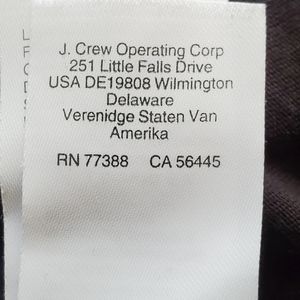 J. Crew Operating Corp
251 Little Falls Drive
USA DE19808 Wilmington
Delaware
Verenidge Staten Van
Amerika
RN 77388 CA 56445